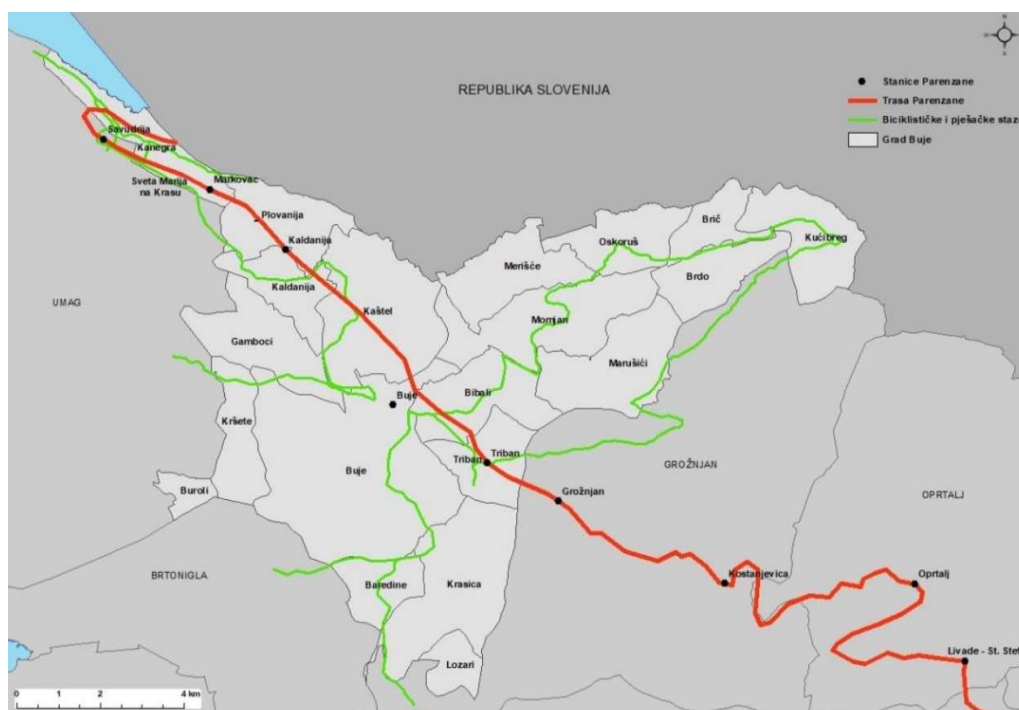 N
REPUBLIKA SLOVENIJA
Stanice Parenzane
Trasa Parenzane
Biciklističke i pješačke staze
Grad Buje
Savudrija
Kanegra
Sveta Marija
na Krasu
Markovac
Plovanija
Kaldanija
Kaldanija
Kaštel
Brič
Oskoruš
Kućibreg
Merišće
Brdo
UMAG
Momjan
Gamboci
Marušići
Buje
Bibali
Kršete
Triban
Triban
Buje
GROŽNJAN
Buroli
Grožnjan
OPRTALJ
BRTONIGLA
Baredine
Krasica
Kostanjevica
Oprtalj
Lozari
Livade - St. Stef
0 1 2 4 km